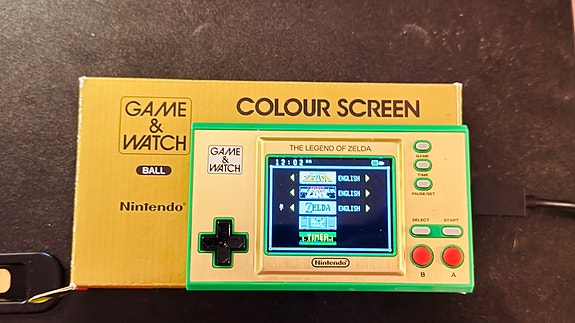 GAME
&
WATCH
COLOUR SCREEN
BALL
Nintendo
GAME
&
WATCH
THE LEGEND OF ZELDA
GAME
TIME
PAUSE/SET
ENGLISH
ENGLISH
ZELDA ENGLISH
SELECT START
Nintendo
B A